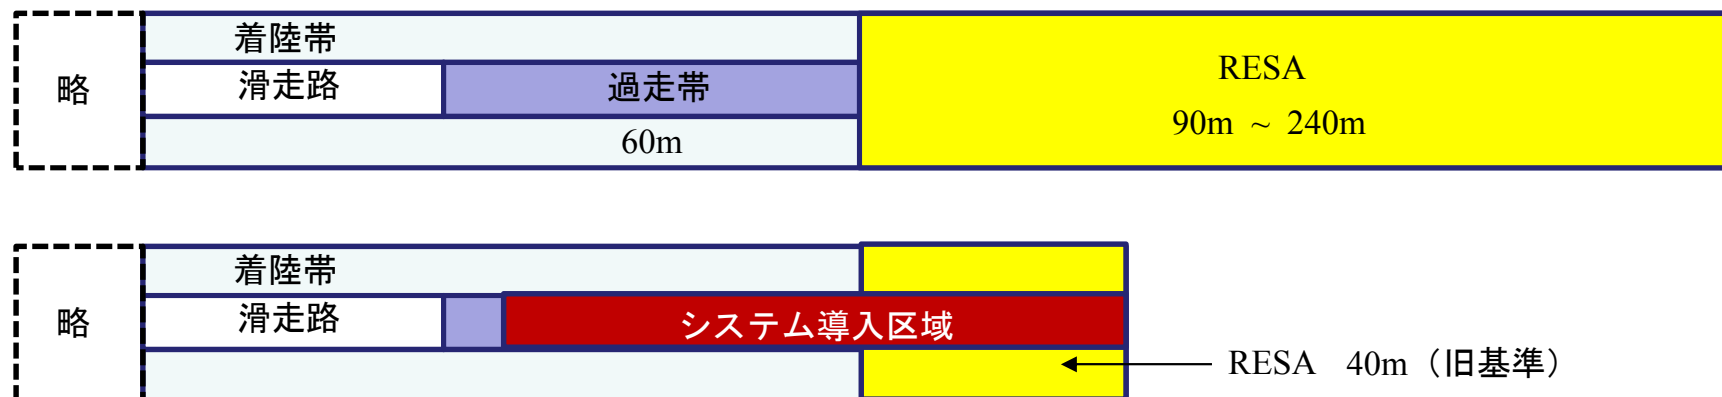 略
着陸帯
滑走路
過走帯
60m
RESA
90m ~ 240m
略
着陸帯
滑走路
システム導入区域
RESA 40m（旧基準）